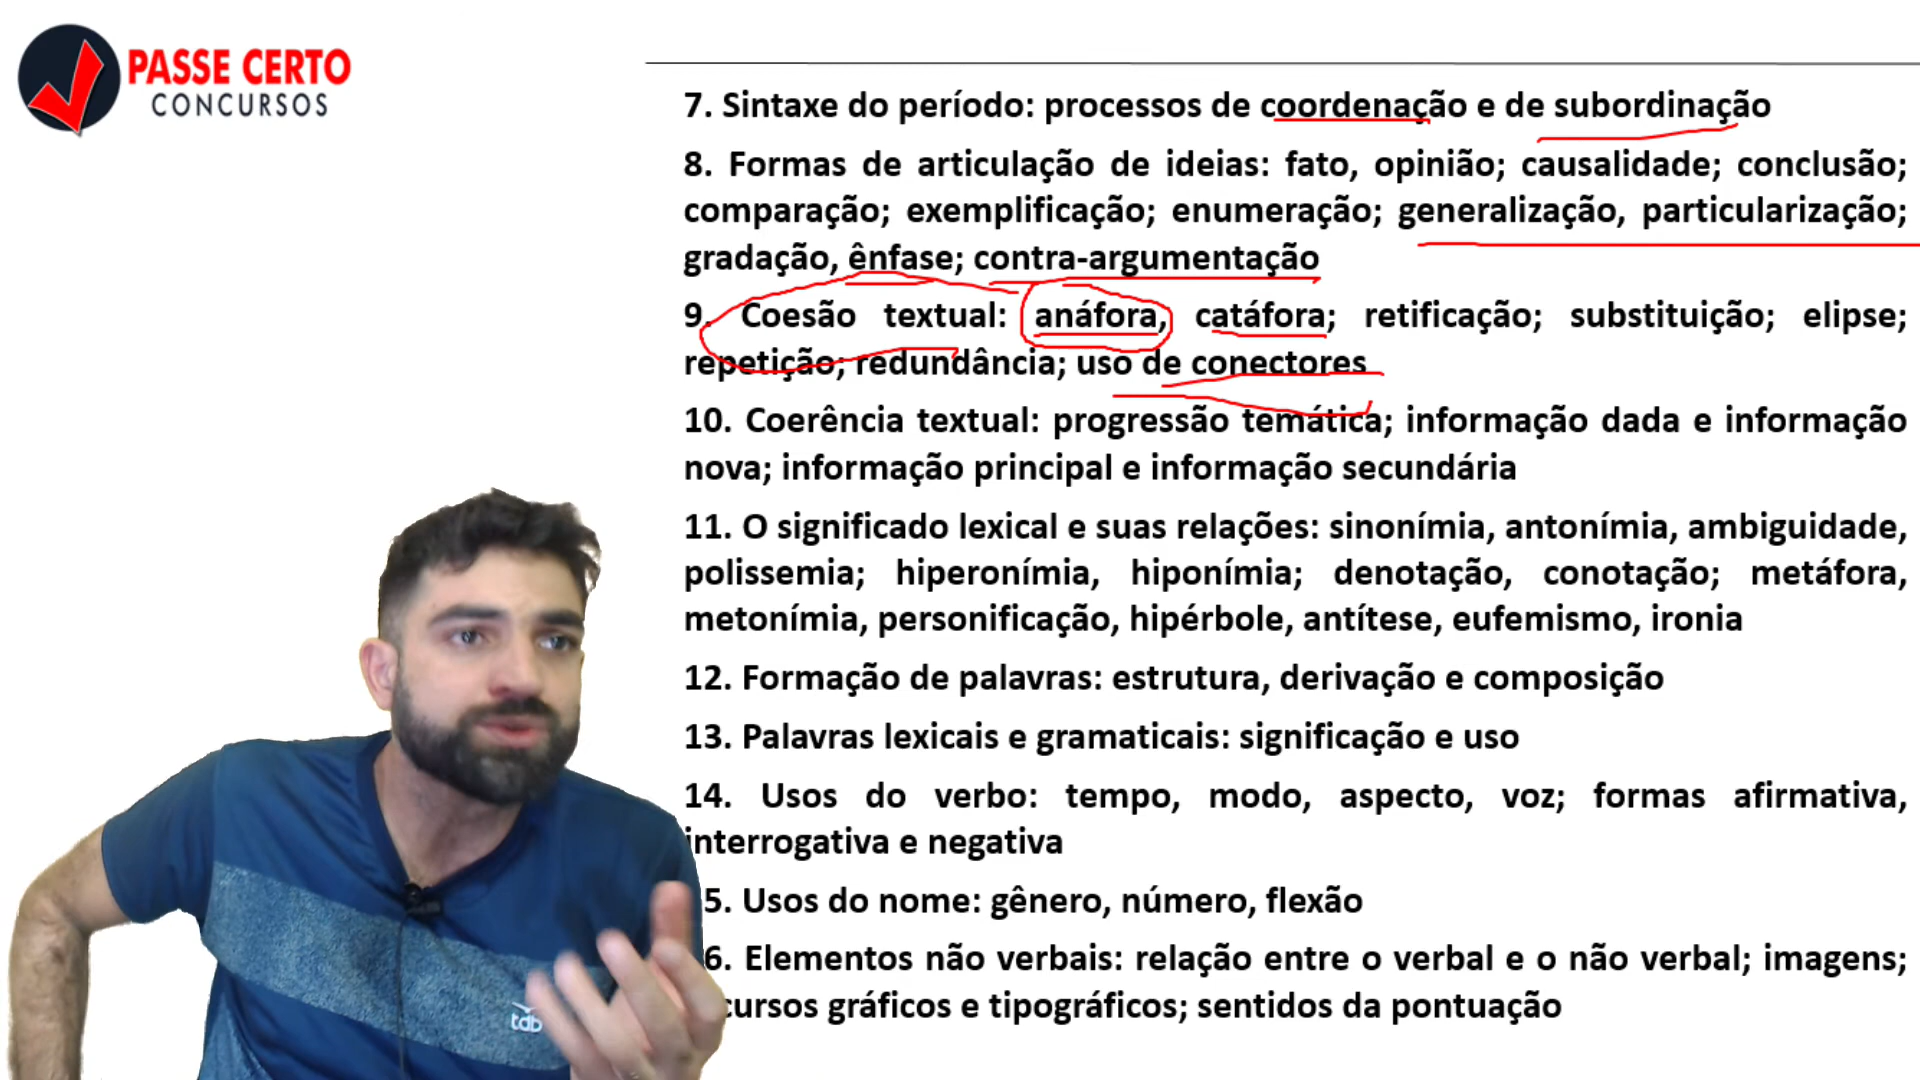 PASSE CERTO
CONCURSOS
7. Sintaxe do período: processos de coordenação e de subordinação
8. Formas de articulação de ideias: fato, opinião; causalidade; conclusão;
comparação; exemplificação; enumeração; generalização, particularização;
gradação, ênfase; contra-argumentação
9. Coesão textual: anáfora, catáfora; retificação; substituição; elipse;
repetição; redundância; uso de conectores
10. Coerência textual: progressão temática; informação dada e informação
nova; informação principal e informação secundária
11. O significado lexical e suas relações: sinonímia, antonímia, ambiguidade,
polissemia; hiperonímia, hiponímia; denotação, conotação; metáfora,
metonímia, personificação, hipérbole, antítese, eufemismo, ironia
12. Formação de palavras: estrutura, derivação e composição
13. Palavras lexicais e gramaticais: significação e uso
14. Usos do verbo: tempo, modo, aspecto, voz; formas afirmativa,
interrogativa e negativa
5. Usos do nome: gênero, número, flexão
6. Elementos não verbais: relação entre o verbal e o não verbal; imagens;
cursos gráficos e tipográficos; sentidos da pontuação
tdb